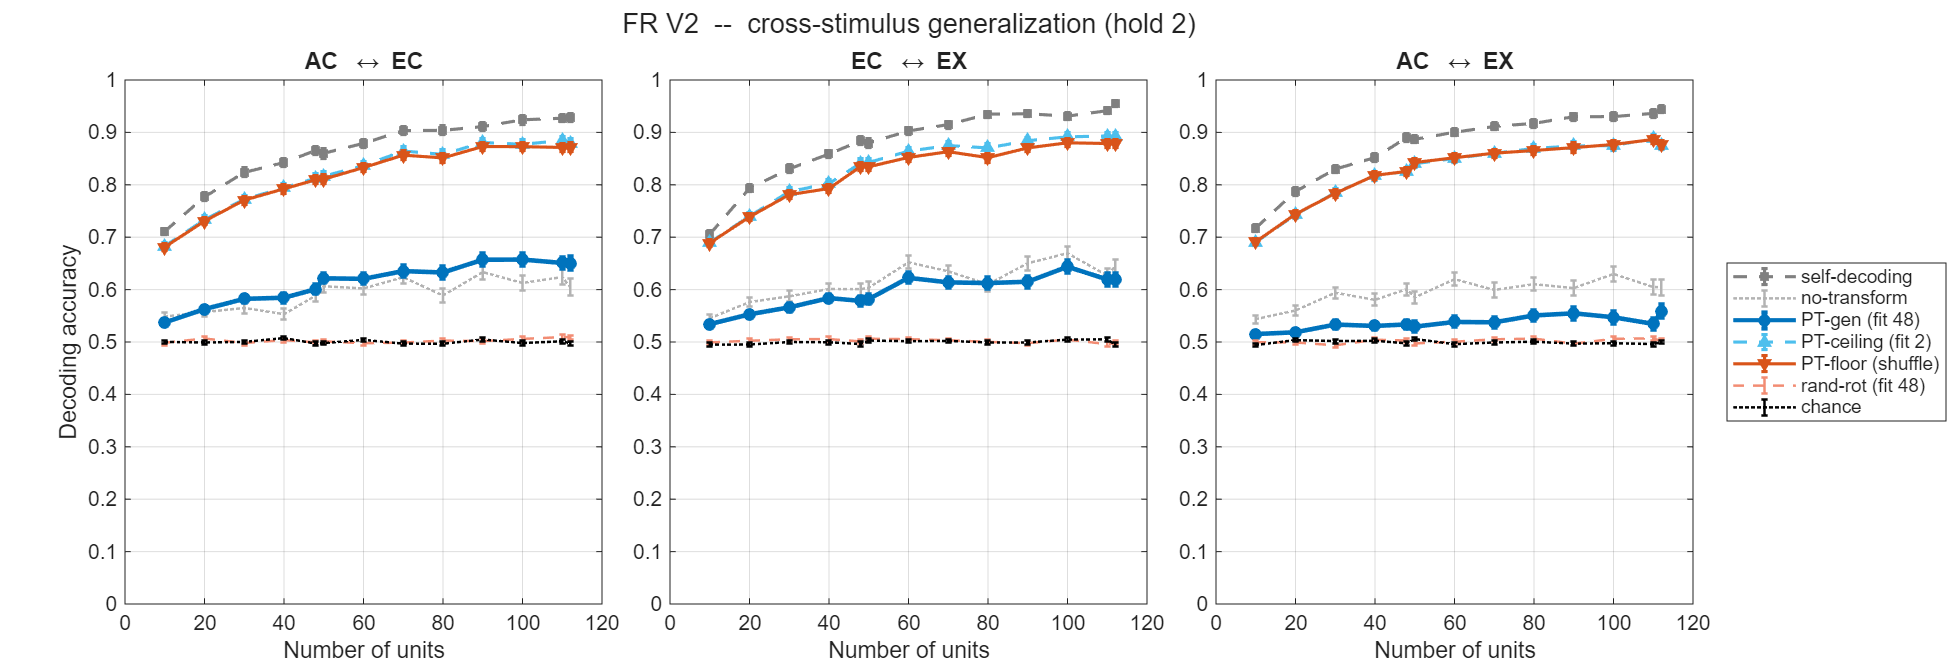 FR V2 -- cross-stimulus generalization (hold 2)
AC ↔ EC
EC ↔ EX
AC ↔ EX
Decoding accuracy
1
0.9
0.8
0.7
0.6
0.5
0.4
0.3
0.2
0.1
0
0 20 40 60 80 100 120
Number of units
1
0.9
0.8
0.7
0.6
0.5
0.4
0.3
0.2
0.1
0
0 20 40 60 80 100 120
Number of units
1
0.9
0.8
0.7
0.6
0.5
0.4
0.3
0.2
0.1
0
0 20 40 60 80 100 120
Number of units
self-decoding
no-transform
PT-gen (fit 48)
PT-ceiling (fit 2)
PT-floor (shuffle)
rand-rot (fit 48)
chance